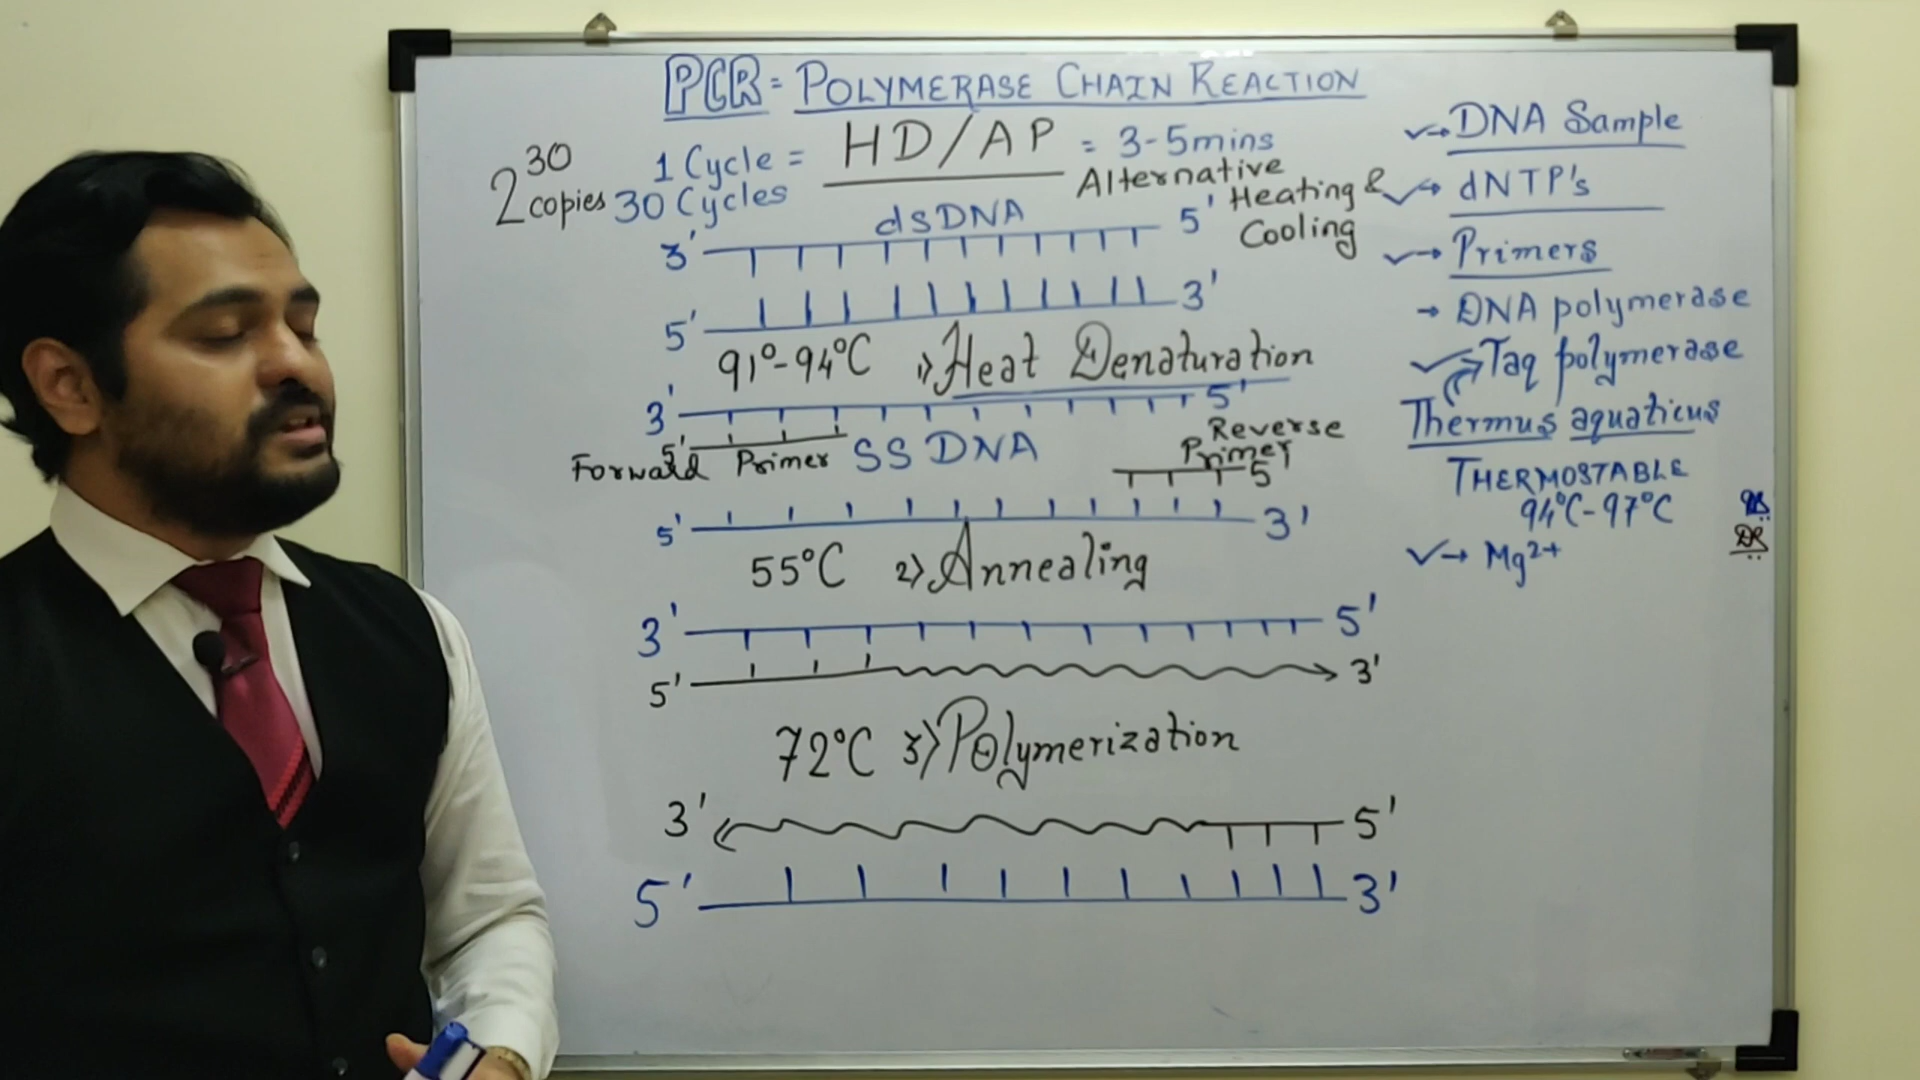 PCR = POLYMERASE CHAIN REACTION
2^30 copies
1 Cycle = HD/AP = 3-5mins
30 Cycles
Alternative Heating & Cooling
dsDNA
3' 5'
5' 3'
91°-94°C 1) Heat Denaturation
3' 5'
5'
Forward Primer
SS DNA
Reverse Primer
5'
5' 3'
55°C 2) Annealing
3' 5'
5' 3'
72°C 3) Polymerization
3' 5'
5' 3'
→ DNA Sample
→ dNTP's
→ Primers
→ DNA polymerase
→ Taq polymerase
Thermus aquaticus
THERMOSTABLE
94°C-97°C
→ Mg2+